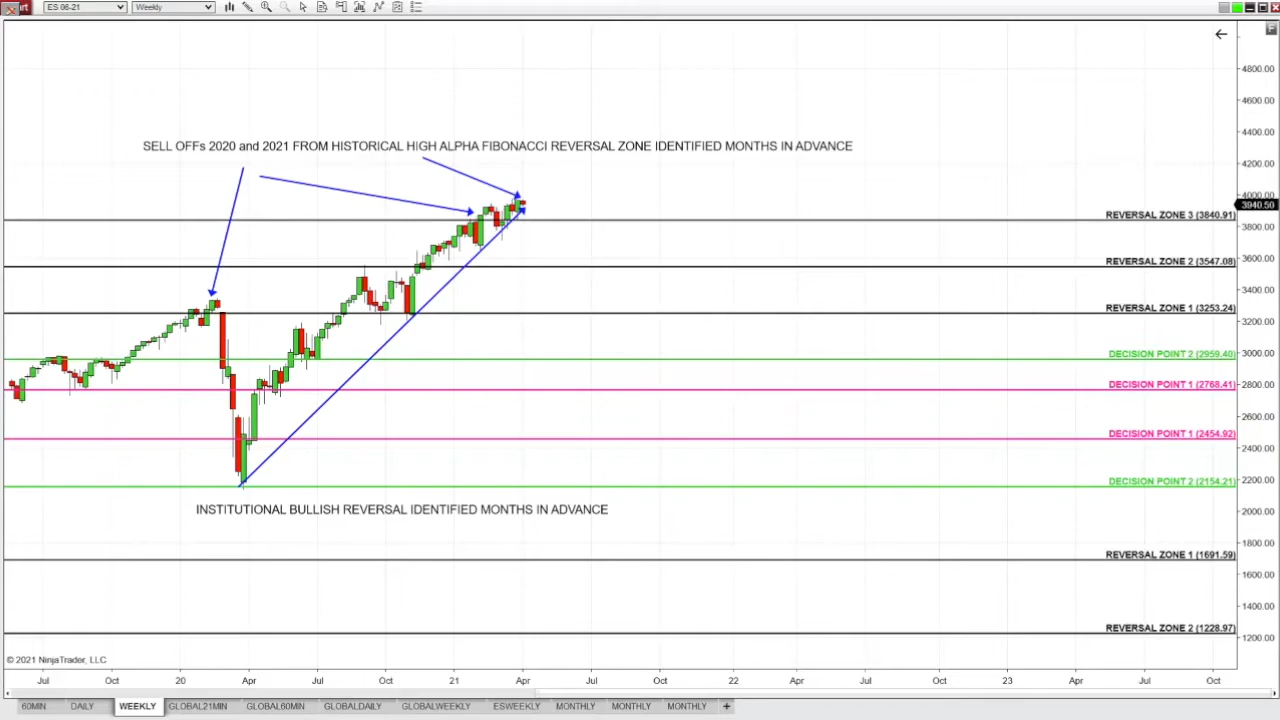 ES 06-21 Weekly
F
4800.00
4600.00
4400.00
SELL OFFs 2020 and 2021 FROM HISTORICAL HIGH ALPHA FIBONACCI REVERSAL ZONE IDENTIFIED MONTHS IN ADVANCE
4200.00
4000.00
3940.50
REVERSAL ZONE 3 (3840.91)
3800.00
REVERSAL ZONE 2 (3547.08)
3600.00
3400.00
REVERSAL ZONE 1 (3253.24)
3200.00
DECISION POINT 2 (2959.40)
3000.00
DECISION POINT 1 (2768.41)
2800.00
2600.00
DECISION POINT 1 (2454.92)
2400.00
DECISION POINT 2 (2154.21)
2200.00
INSTITUTIONAL BULLISH REVERSAL IDENTIFIED MONTHS IN ADVANCE
2000.00
1800.00
REVERSAL ZONE 1 (1691.59)
1600.00
1400.00
REVERSAL ZONE 2 (1228.97)
1200.00
© 2021 NinjaTrader, LLC
Jul Oct 20 Apr Jul Oct 21 Apr Jul Oct 22 Apr Jul Oct 23 Apr Jul Oct
60MIN DAILY WEEKLY GLOBAL21MIN GLOBAL60MIN GLOBALDAILY GLOBALWEEKLY ESWEEKLY MONTHLY MONTHLY MONTHLY +